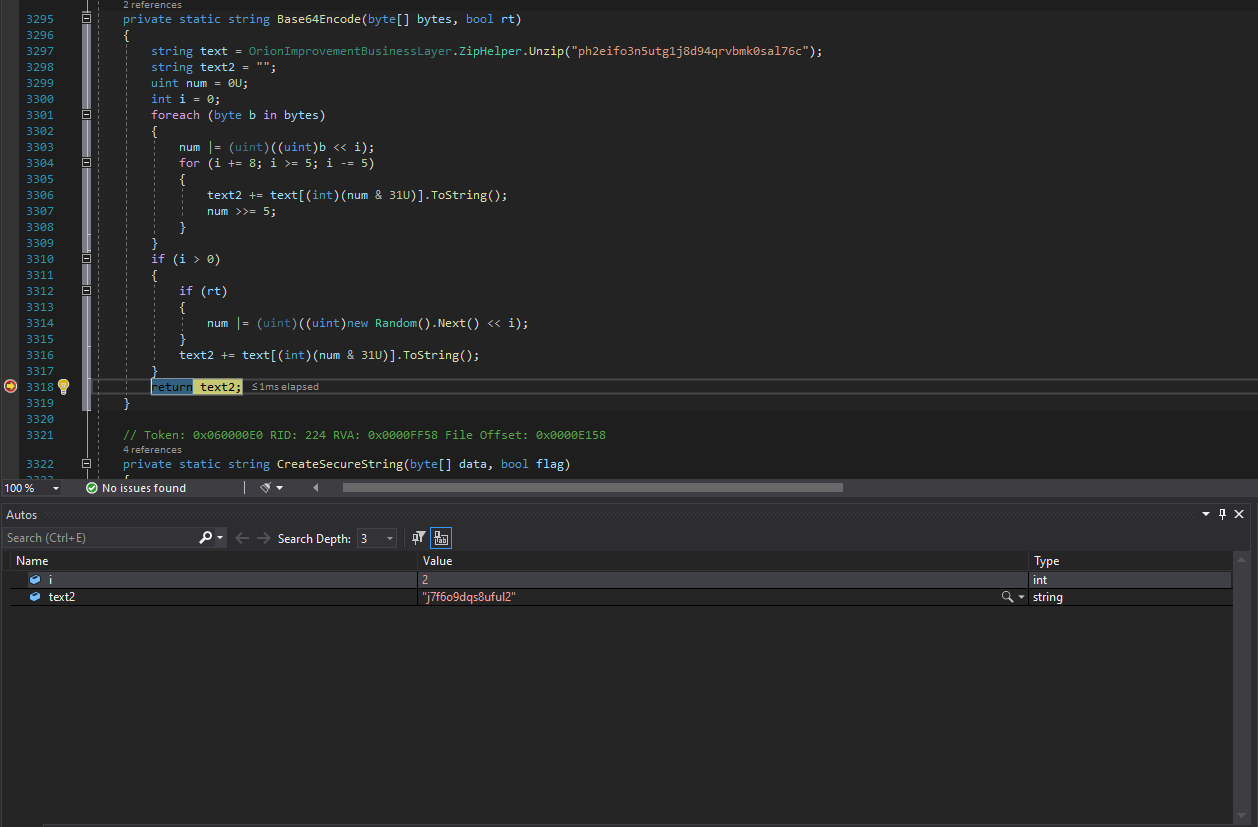 2 references
3295 private static string Base64Encode(byte[] bytes, bool rt)
3296 {
3297 string text = OrionImprovementBusinessLayer.ZipHelper.Unzip("ph2eifo3n5utg1j8d94qrvbmk0sal76c");
3298 string text2 = "";
3299 uint num = 0U;
3300 int i = 0;
3301 foreach (byte b in bytes)
3302 {
3303 num |= (uint)((uint)b << i);
3304 for (i += 8; i >= 5; i -= 5)
3305 {
3306 text2 += text[(int)(num & 31U)].ToString();
3307 num >>= 5;
3308 }
3309 }
3310 if (i > 0)
3311 {
3312 if (rt)
3313 {
3314 num |= (uint)((uint)new Random().Next() << i);
3315 }
3316 text2 += text[(int)(num & 31U)].ToString();
3317 }
3318 return text2; ≤1ms elapsed
3319 }
3320
3321 // Token: 0x060000E0 RID: 224 RVA: 0x0000FF58 File Offset: 0x0000E158
4 references
3322 private static string CreateSecureString(byte[] data, bool flag)
3323 {
100 % No issues found
Autos
Search (Ctrl+E) Search Depth: 3
Name Value Type
i 2 int
text2 "j7f6o9dqs8uful2" string